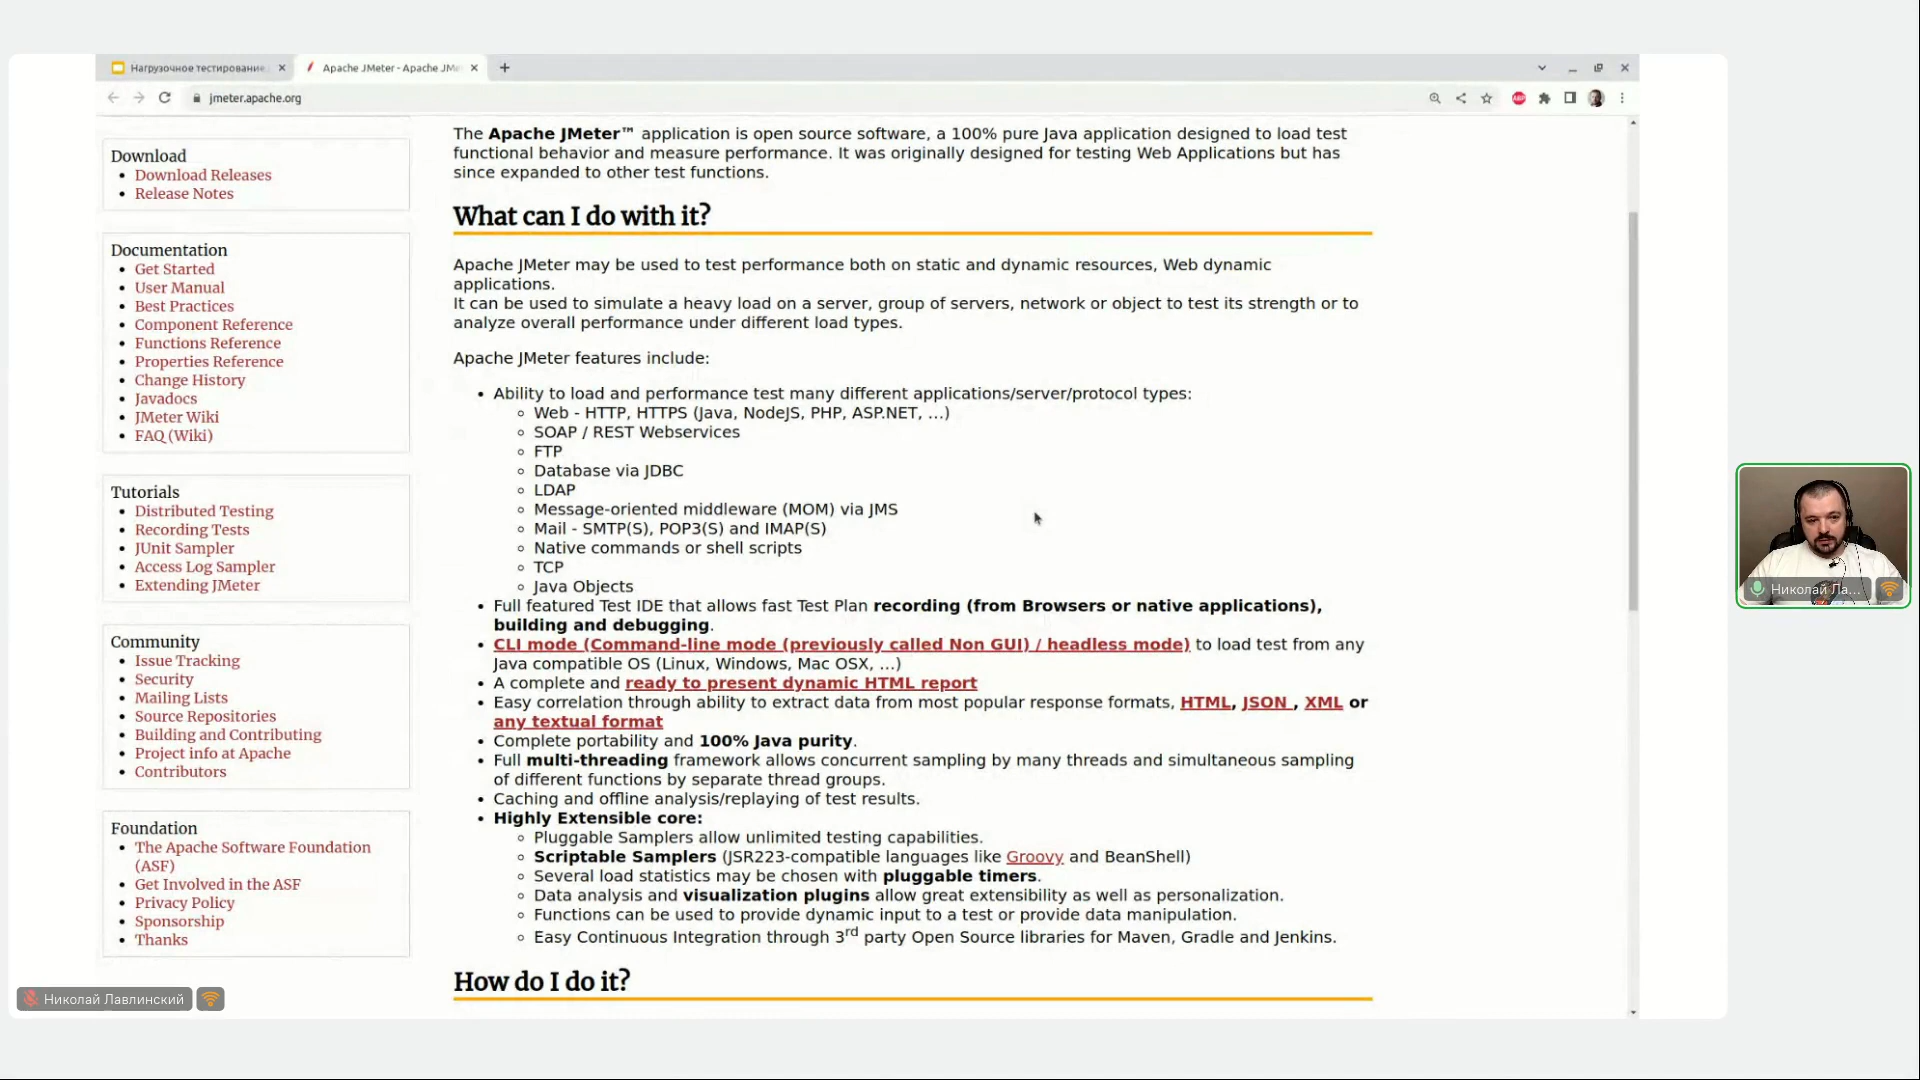 Нагрузочное тестирование
Apache JMeter - Apache JMe
jmeter.apache.org
Download
Download Releases
Release Notes
Documentation
Get Started
User Manual
Best Practices
Component Reference
Functions Reference
Properties Reference
Change History
Javadocs
JMeter Wiki
FAQ (Wiki)
Tutorials
Distributed Testing
Recording Tests
JUnit Sampler
Access Log Sampler
Extending JMeter
Community
Issue Tracking
Security
Mailing Lists
Source Repositories
Building and Contributing
Project info at Apache
Contributors
Foundation
The Apache Software Foundation
(ASF)
Get Involved in the ASF
Privacy Policy
Sponsorship
Thanks
The Apache JMeter™ application is open source software, a 100% pure Java application designed to load test
functional behavior and measure performance. It was originally designed for testing Web Applications but has
since expanded to other test functions.
What can I do with it?
Apache JMeter may be used to test performance both on static and dynamic resources, Web dynamic
applications.
It can be used to simulate a heavy load on a server, group of servers, network or object to test its strength or to
analyze overall performance under different load types.
Apache JMeter features include:
• Ability to load and performance test many different applications/server/protocol types:
◦ Web - HTTP, HTTPS (Java, NodeJS, PHP, ASP.NET, …)
◦ SOAP / REST Webservices
◦ FTP
◦ Database via JDBC
◦ LDAP
◦ Message-oriented middleware (MOM) via JMS
◦ Mail - SMTP(S), POP3(S) and IMAP(S)
◦ Native commands or shell scripts
◦ TCP
◦ Java Objects
• Full featured Test IDE that allows fast Test Plan recording (from Browsers or native applications),
building and debugging.
• CLI mode (Command-line mode (previously called Non GUI) / headless mode) to load test from any
Java compatible OS (Linux, Windows, Mac OSX, …)
• A complete and ready to present dynamic HTML report
• Easy correlation through ability to extract data from most popular response formats, HTML, JSON , XML or
any textual format
• Complete portability and 100% Java purity.
• Full multi-threading framework allows concurrent sampling by many threads and simultaneous sampling
of different functions by separate thread groups.
• Caching and offline analysis/replaying of test results.
• Highly Extensible core:
◦ Pluggable Samplers allow unlimited testing capabilities.
◦ Scriptable Samplers (JSR223-compatible languages like Groovy and BeanShell)
◦ Several load statistics may be chosen with pluggable timers.
◦ Data analysis and visualization plugins allow great extensibility as well as personalization.
◦ Functions can be used to provide dynamic input to a test or provide data manipulation.
◦ Easy Continuous Integration through 3rd party Open Source libraries for Maven, Gradle and Jenkins.
How do I do it?
Николай Ла...
Николай Лавлинский